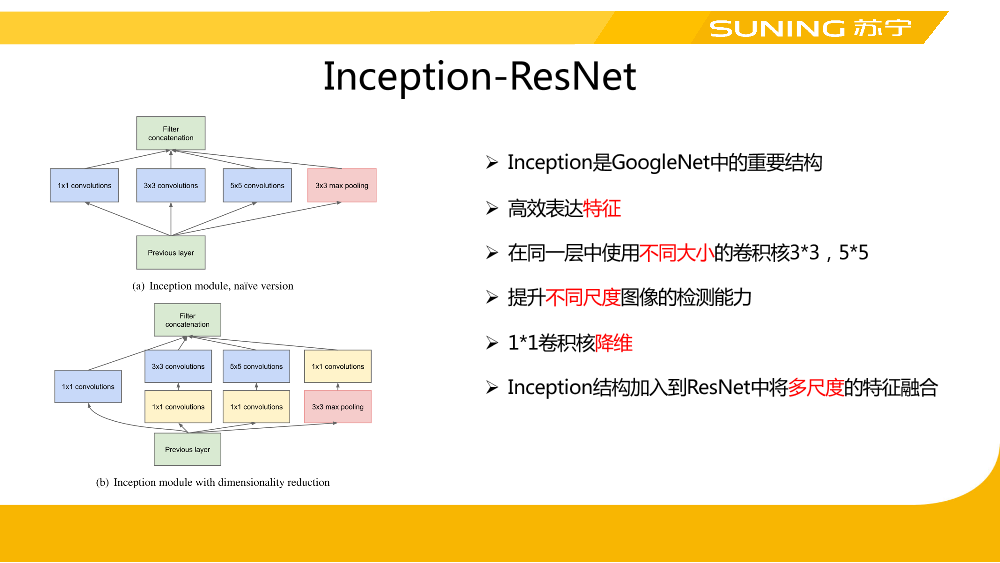 SUNING 苏宁
Inception-ResNet
Filter
concatenation
1x1 convolutions
3x3 convolutions
5x5 convolutions
3x3 max pooling
Previous layer
(a) Inception module, naïve version
Filter
concatenation
3x3 convolutions
5x5 convolutions
1x1 convolutions
1x1 convolutions
1x1 convolutions
1x1 convolutions
3x3 max pooling
Previous layer
(b) Inception module with dimensionality reduction
➢ Inception是GoogleNet中的重要结构
➢ 高效表达特征
➢ 在同一层中使用不同大小的卷积核3*3，5*5
➢ 提升不同尺度图像的检测能力
➢ 1*1卷积核降维
➢ Inception结构加入到ResNet中将多尺度的特征融合